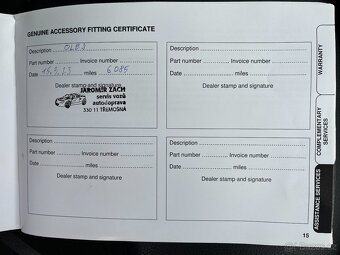 GENUINE ACCESSORY FITTING CERTIFICATE
Description OLEJ
Part number Invoice number
Date miles 6 085
Dealer stamp and signature
JAROMÍR ZACH
servis vozů
autodoprava
330 11 TŘEMOŠNÁ
Description
Part number Invoice number
Date miles
Dealer stamp and signature
Description
Part number Invoice number
Date miles
Dealer stamp and signature
Description
Part number Invoice number
Date miles
Dealer stamp and signature
WARRANTY
COMPLEMENTARY
SERVICES
ASSISTANCE SERVICES
15